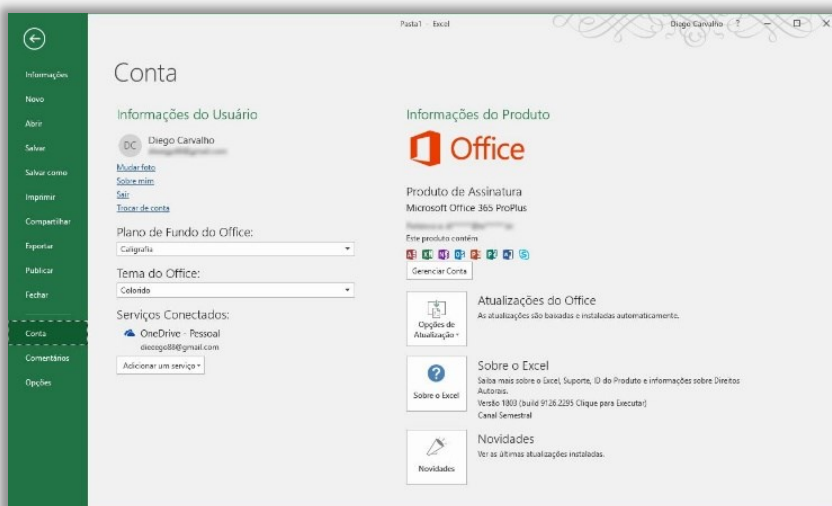 Pasta1 - Excel
Diego Carvalho ?
Informações
Novo
Abrir
Salvar
Salvar como
Imprimir
Compartilhar
Exportar
Publicar
Fechar
Conta
Comentários
Opções
Conta
Informações do Usuário
DC
Diego Carvalho
Mudar foto
Sobre mim
Sair
Trocar de conta
Plano de Fundo do Office:
Caligrafia
Tema do Office:
Colorido
Serviços Conectados:
OneDrive - Pessoal
diecego88@gmail.com
Adicionar um serviço
Informações do Produto
Office
Produto de Assinatura
Microsoft Office 365 ProPlus
Este produto contém
Gerenciar Conta
Opções de
Atualização
Atualizações do Office
As atualizações são baixadas e instaladas automaticamente.
Sobre o Excel
Sobre o Excel
Saiba mais sobre o Excel, Suporte, ID do Produto e informações sobre Direitos
Autorais.
Versão 1803 (build 9126.2295 Clique para Executar)
Canal Semestral
Novidades
Novidades
Ver as últimas atualizações instaladas.